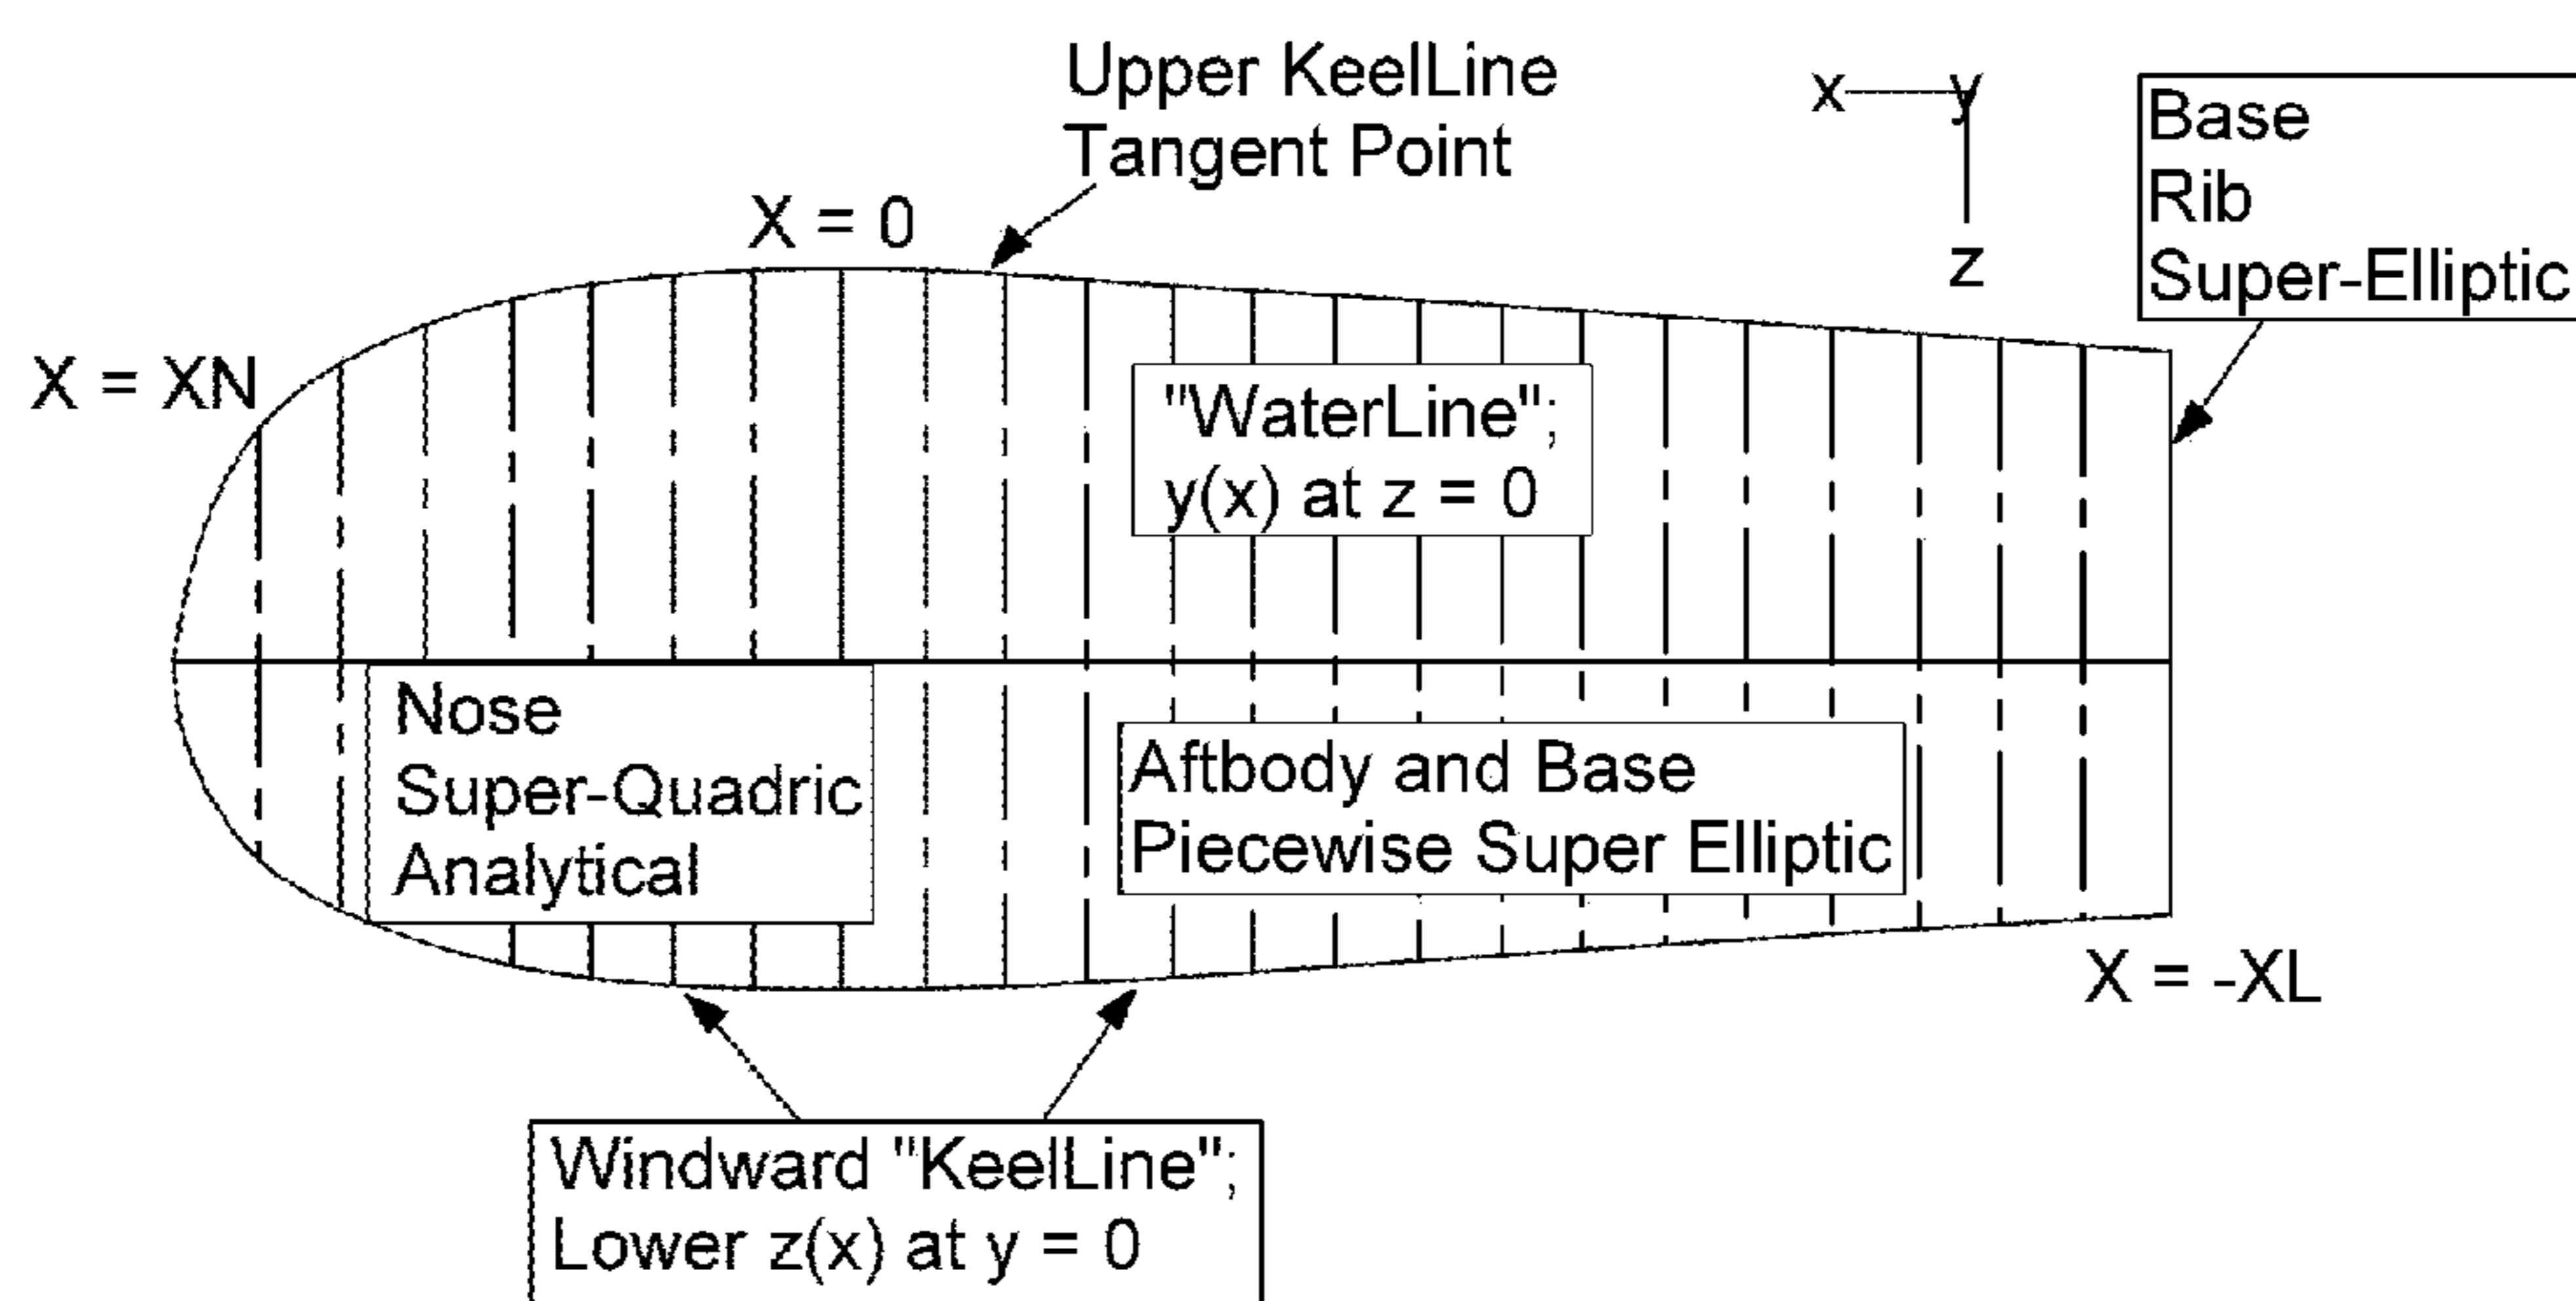 Upper KeelLine
Tangent Point
x
y
z
Base
Rib
Super-Elliptic
X = 0
X = XN
"WaterLine";
y(x) at z = 0
Nose
Super-Quadric
Analytical
Aftbody and Base
Piecewise Super Elliptic
X = -XL
Windward "KeelLine";
Lower z(x) at y = 0